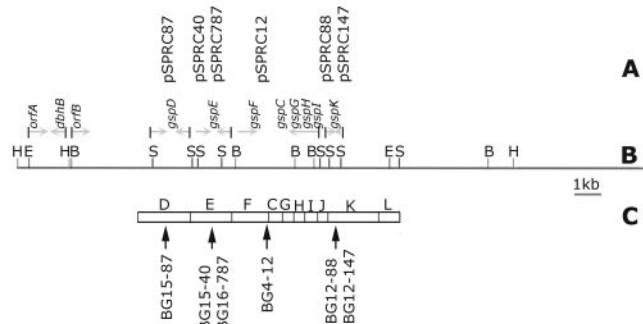 pSPRC87
pSPRC40
pSPRC787
pSPRC12
pSPRC88
pSPRC147
A
orfA
dbhB
orfB
gspD
gspE
gspF
gspC
gspG
gspH
gspI
gspK
H E H B S S S S B B B S S S E S B H
B
1kb
D E F C G H I J K L
C
BG15-87
BG15-40
BG16-787
BG4-12
BG12-88
BG12-147